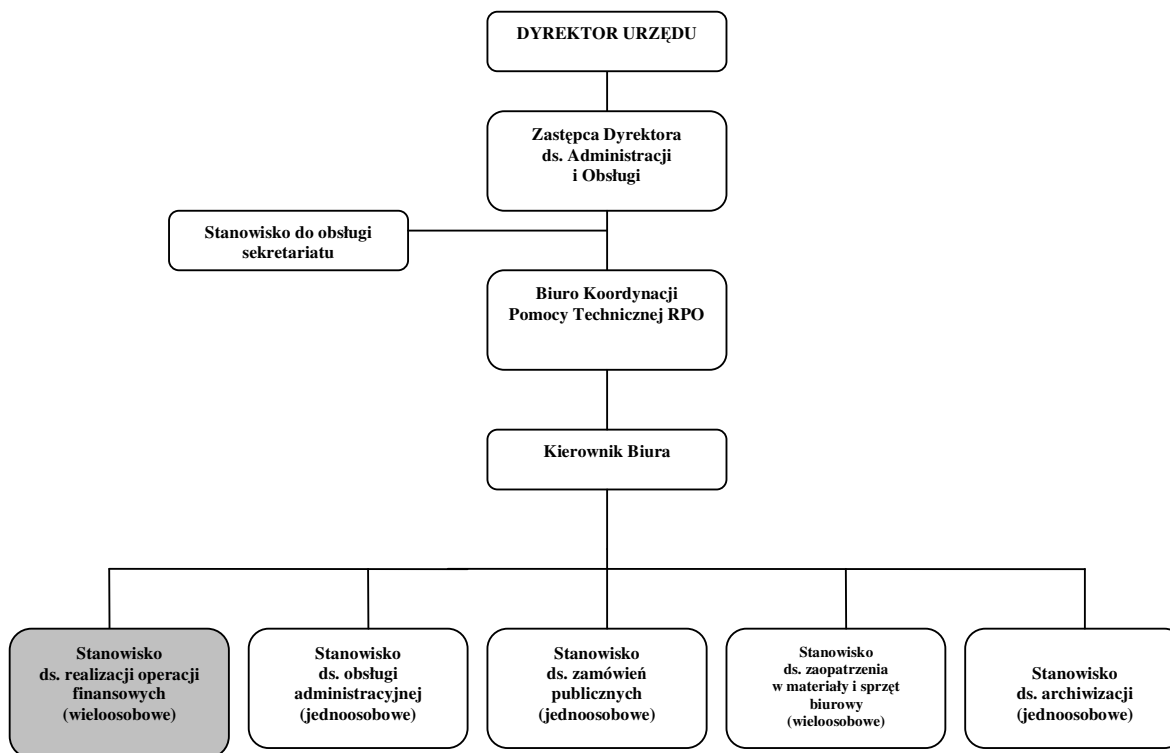 DYREKTOR URZĘDU
Zastępca Dyrektora
ds. Administracji
i Obsługi
Stanowisko do obsługi
sekretariatu
Biuro Koordynacji
Pomocy Technicznej RPO
Kierownik Biura
Stanowisko
ds. realizacji operacji
finansowych
(wieloosobowe)
Stanowisko
ds. obsługi
administracyjnej
(jednoosobowe)
Stanowisko
ds. zamówień
publicznych
(jednoosobowe)
Stanowisko
ds. zaopatrzenia
w materiały i sprzęt
biurowy
(wieloosobowe)
Stanowisko
ds. archiwizacji
(jednoosobowe)